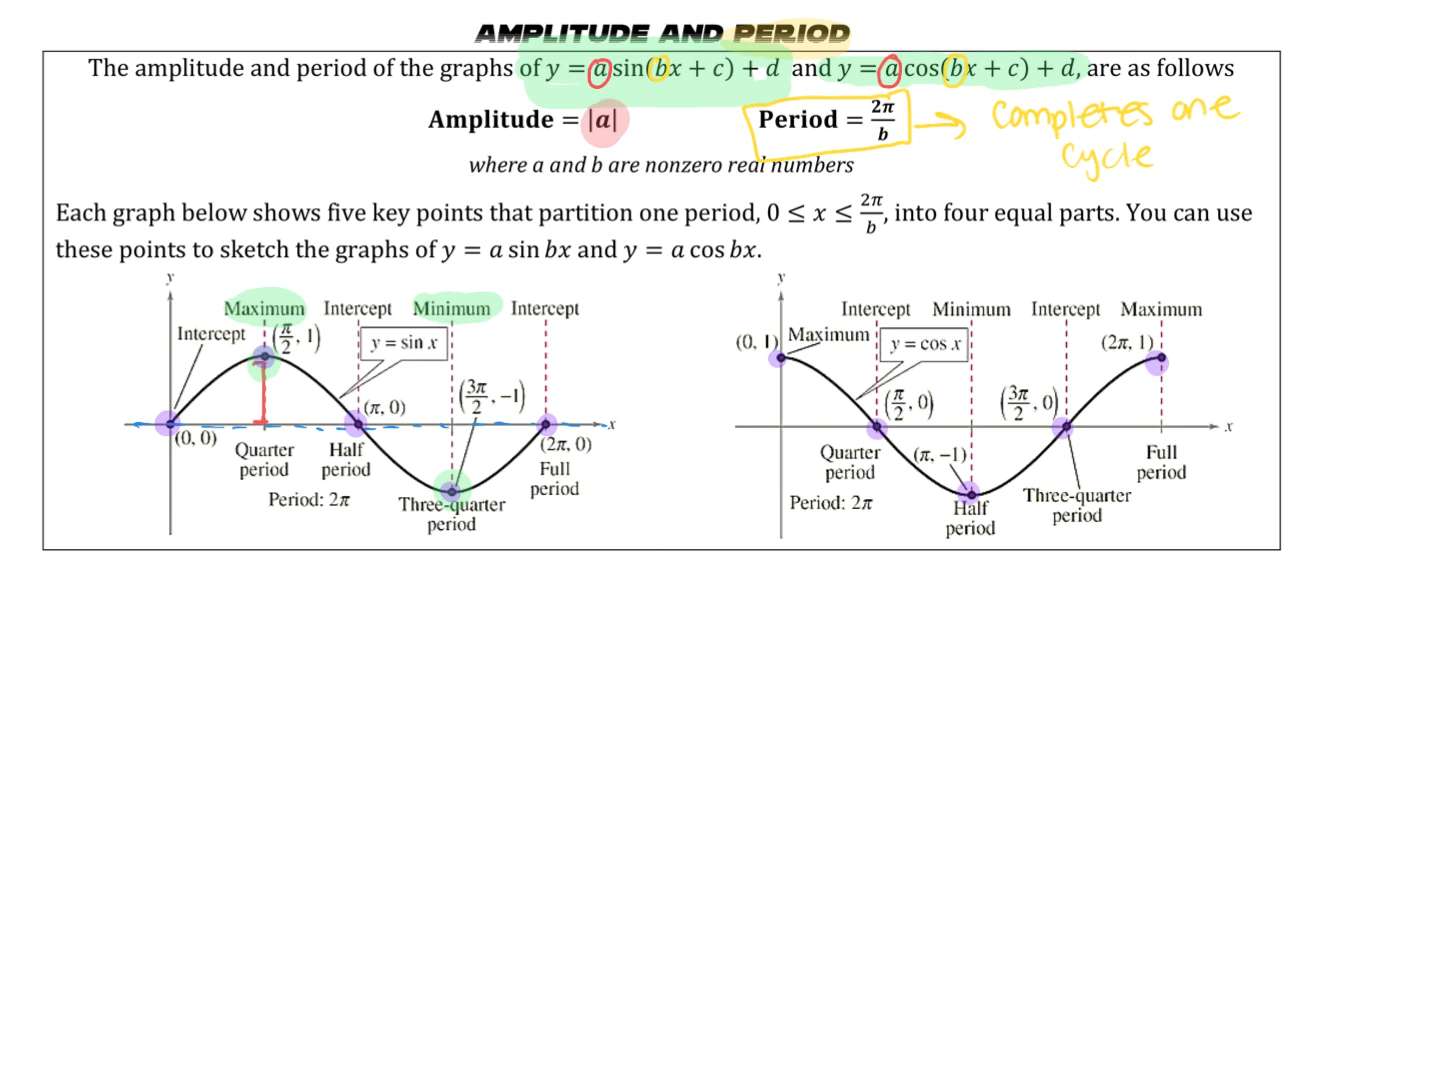 AMPLITUDE AND PERIOD
The amplitude and period of the graphs of y = a sin(bx + c) + d and y = a cos(bx + c) + d, are as follows
Amplitude = |a| Period = 2π/b → completes one cycle
where a and b are nonzero real numbers
Each graph below shows five key points that partition one period, 0 ≤ x ≤ 2π/b, into four equal parts. You can use
these points to sketch the graphs of y = a sin bx and y = a cos bx.
y
Maximum Intercept Minimum Intercept
Intercept (π/2, 1) y = sin x
(3π/2, −1)
(π, 0)
x
(0, 0) (2π, 0)
Quarter period
Half period
Full period
Period: 2π
Three-quarter period
y
Intercept Minimum Intercept Maximum
(0, 1) Maximum y = cos x (2π, 1)
(π/2, 0) (3π/2, 0)
x
Quarter period
(π, −1)
Full period
Period: 2π
Half period
Three-quarter period